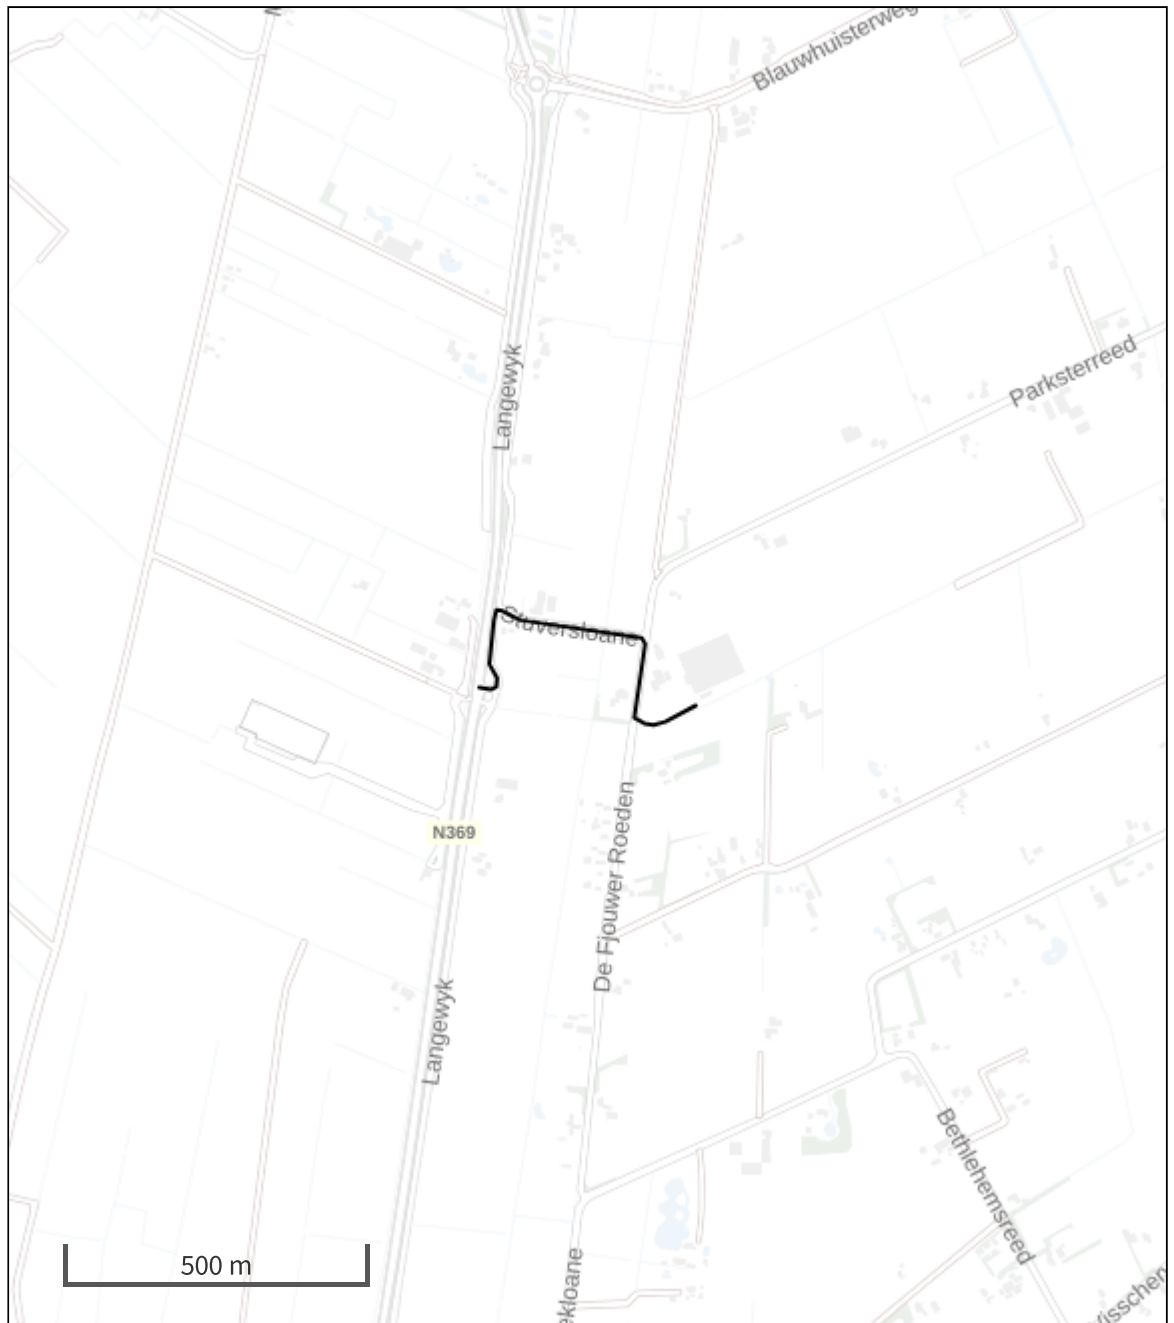 Blauwhuisterweg
Langewyk
Parksterreed
Stuversloane
N369
De Fjouwer Roeden
Langewyk
Bethlehemsreed
500 m